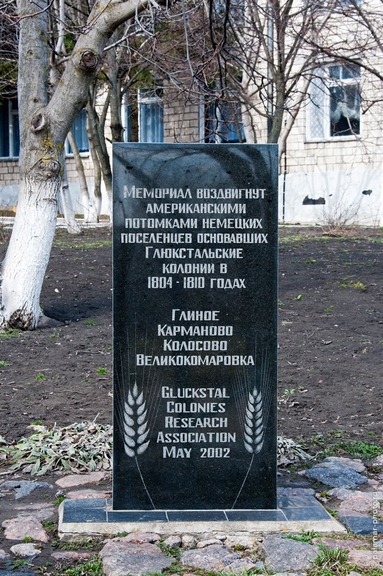 Мемориал воздвигнут
американскими
потомками немецких
поселенцев основавших
Глюкстальские
колонии в
1804 - 1810 годах
Глиное
Карманово
Колосово
Великокомаровка
Gluckstal
Colonies
Research
Association
May 2002